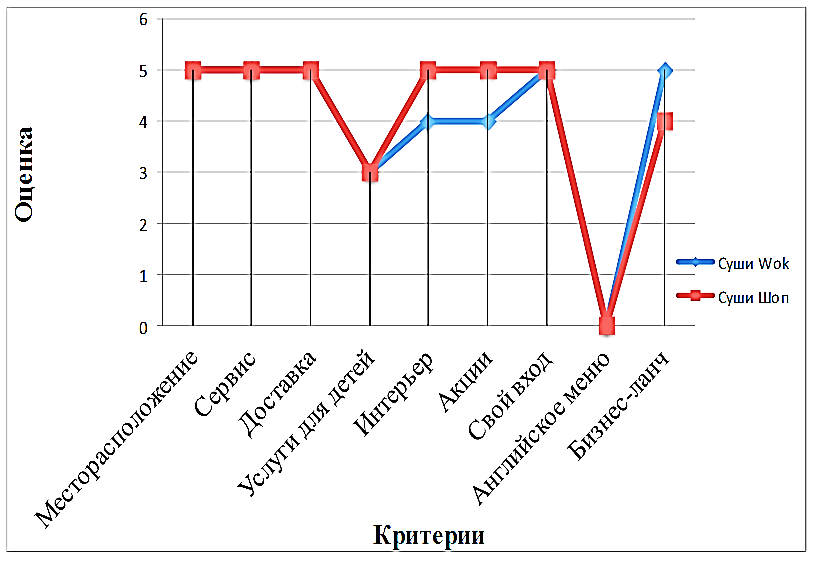 6
5
4
3
2
1
0
Оценка
Месторасположение
Сервис
Доставка
Услуги для детей
Интерьер
Акции
Свой вход
Английское меню
Бизнес-ланч
Критерии
Суши Wok
Суши Шоп